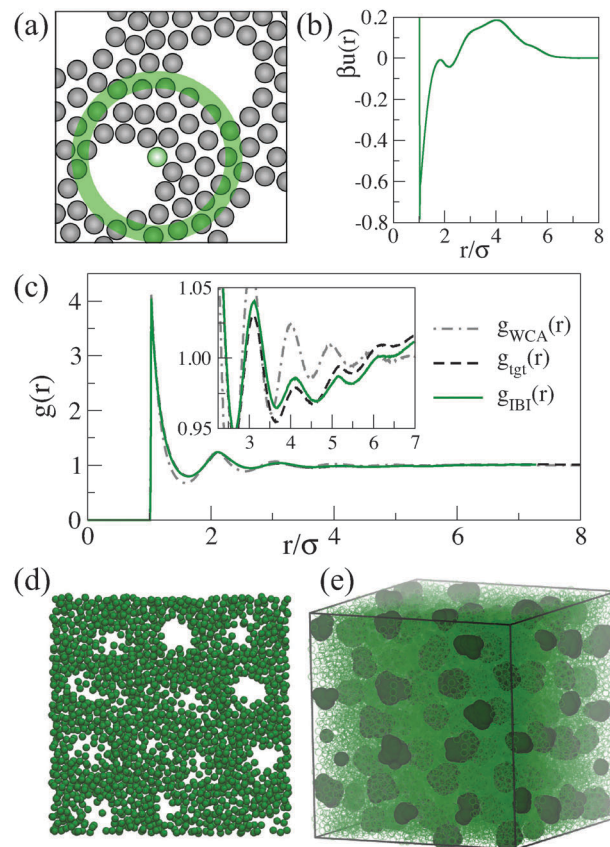 (a)
(b)
βu(r)
0.2
0
-0.2
-0.4
-0.6
-0.8
0 2 4 6 8
r/σ
(c)
g(r)
4
3
2
1
0
0 2 4 6 8
r/σ
1.05
1.00
0.95
3 4 5 6 7
g_WCA(r)
g_tgt(r)
g_IBI(r)
(d)
(e)